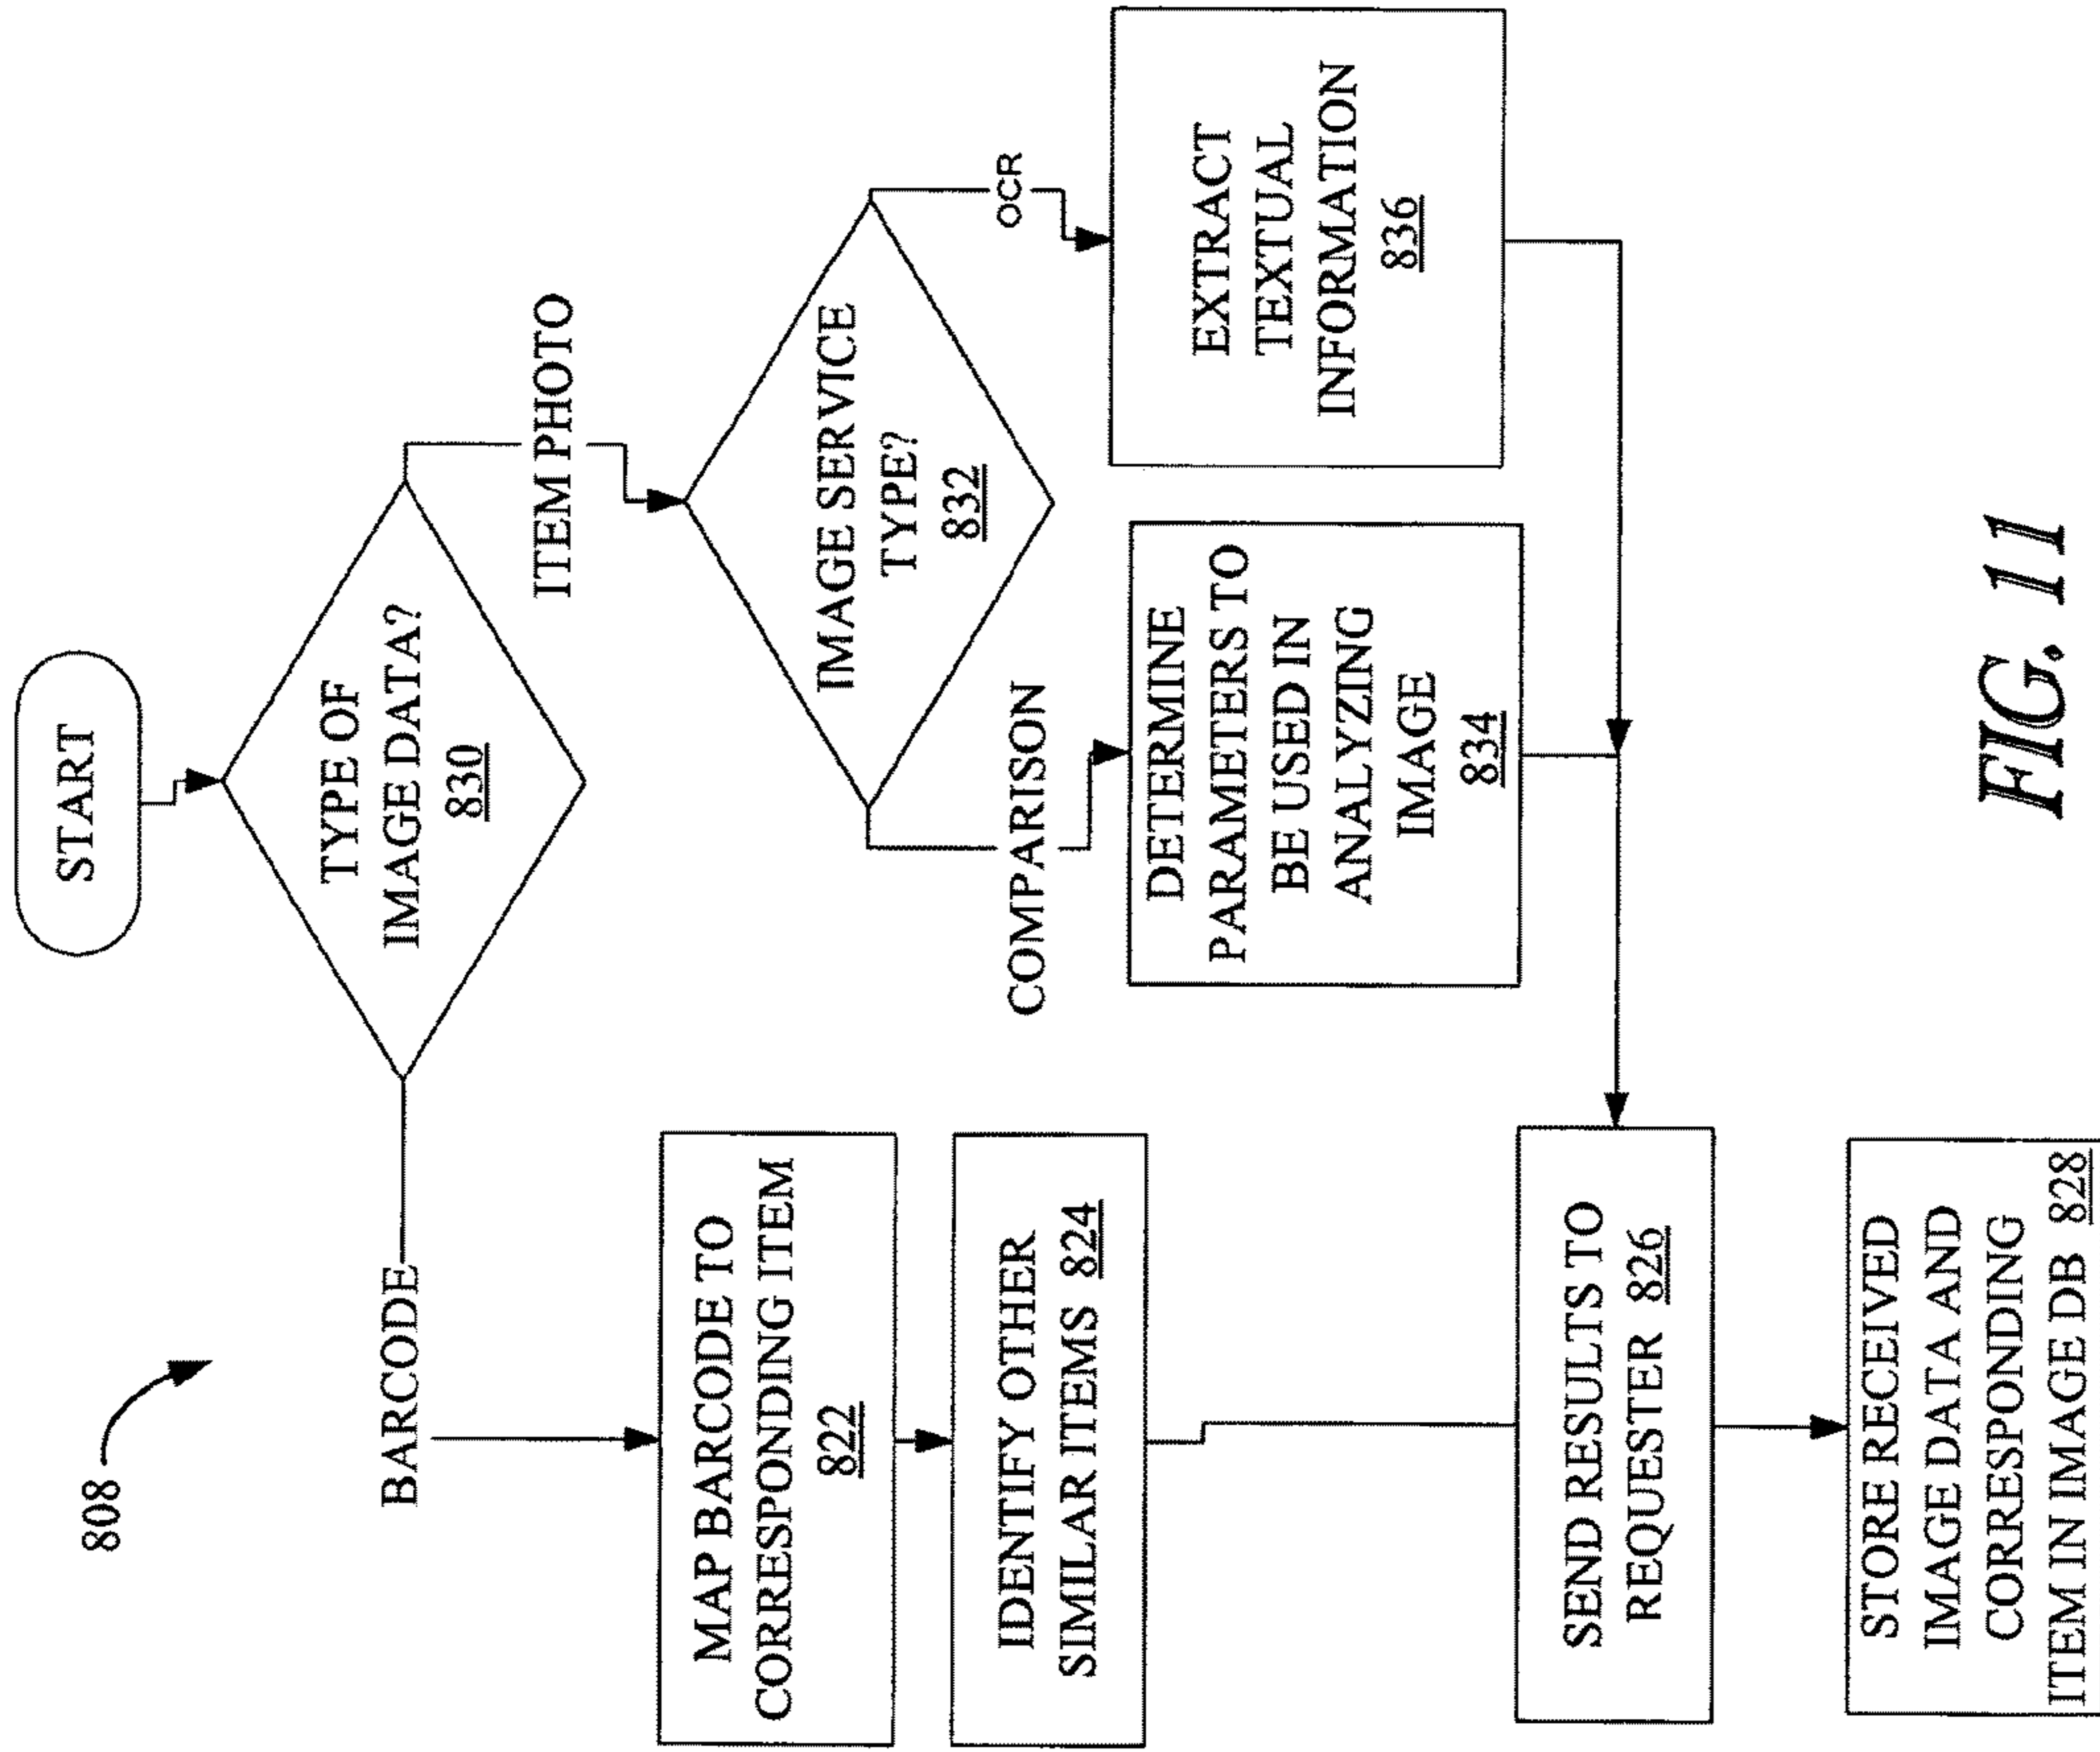 808
START
TYPE OF
IMAGE DATA?
830
BARCODE
ITEM PHOTO
MAP BARCODE TO
CORRESPONDING ITEM
822
IDENTIFY OTHER
SIMILAR ITEMS 824
IMAGE SERVICE
TYPE?
832
COMPARISON
OCR
DETERMINE
PARAMETERS TO
BE USED IN
ANALYZING
IMAGE
834
EXTRACT
TEXTUAL
INFORMATION
836
SEND RESULTS TO
REQUESTER 826
STORE RECEIVED
IMAGE DATA AND
CORRESPONDING
ITEM IN IMAGE DB 828
FIG. 11